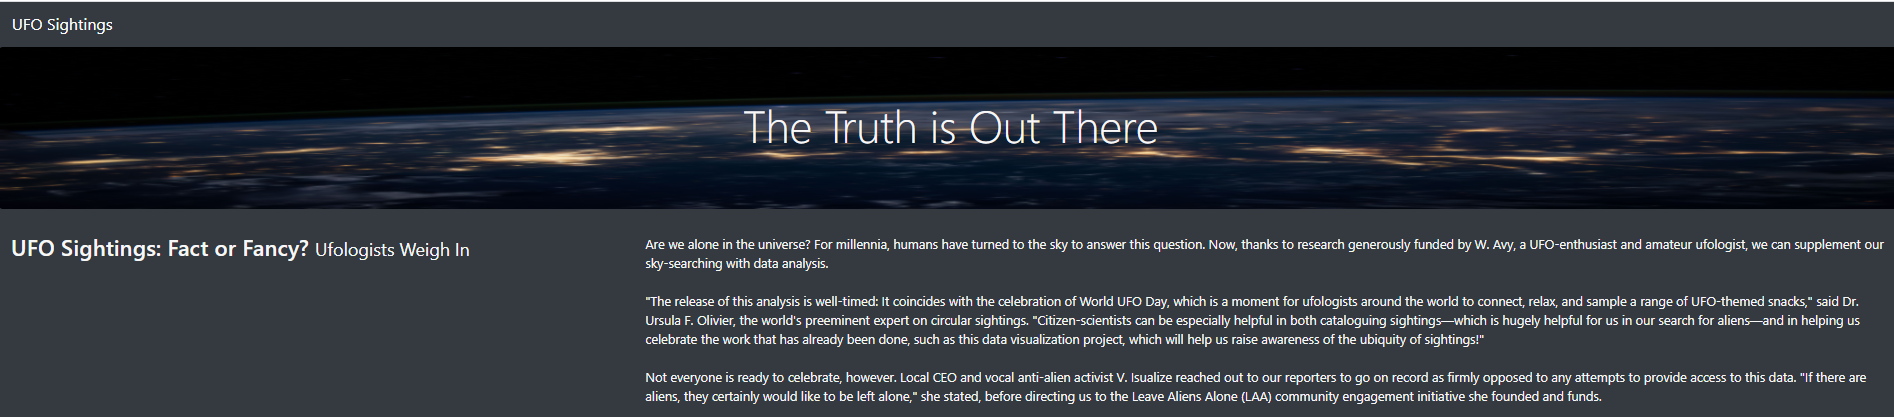 UFO Sightings
The Truth is Out There
UFO Sightings: Fact or Fancy? Ufologists Weigh In
Are we alone in the universe? For millennia, humans have turned to the sky to answer this question. Now, thanks to research generously funded by W. Avy, a UFO-enthusiast and amateur ufologist, we can supplement our
sky-searching with data analysis.
"The release of this analysis is well-timed: It coincides with the celebration of World UFO Day, which is a moment for ufologists around the world to connect, relax, and sample a range of UFO-themed snacks," said Dr.
Ursula F. Olivier, the world's preeminent expert on circular sightings. "Citizen-scientists can be especially helpful in both cataloguing sightings—which is hugely helpful for us in our search for aliens—and in helping us
celebrate the work that has already been done, such as this data visualization project, which will help us raise awareness of the ubiquity of sightings!"
Not everyone is ready to celebrate, however. Local CEO and vocal anti-alien activist V. Isualize reached out to our reporters to go on record as firmly opposed to any attempts to provide access to this data. "If there are
aliens, they certainly would like to be left alone," she stated, before directing us to the Leave Aliens Alone (LAA) community engagement initiative she founded and funds.